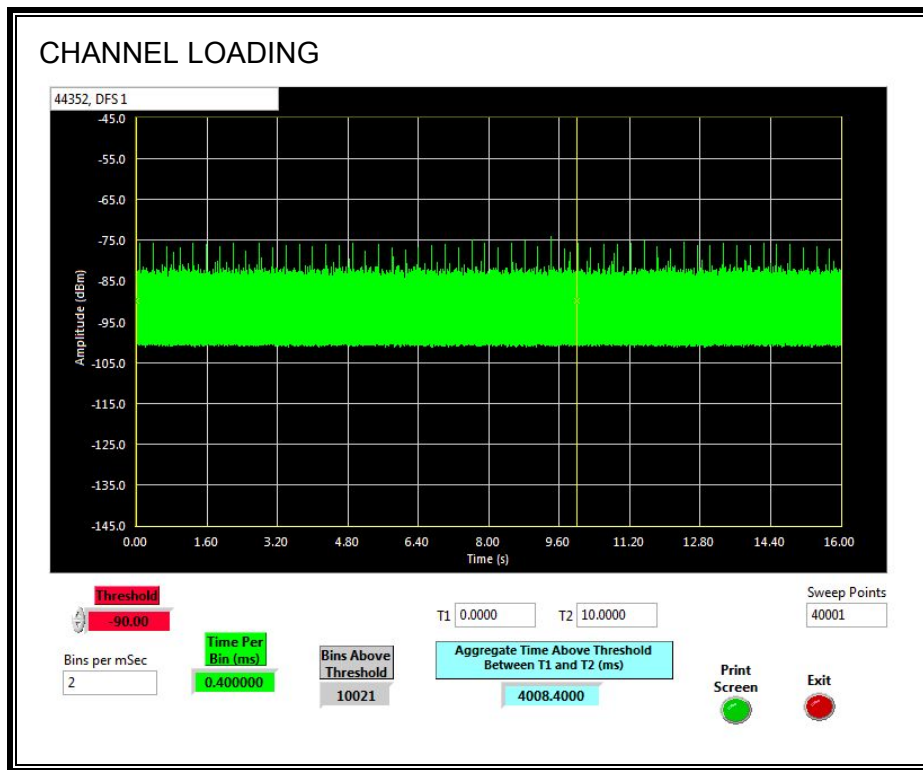 CHANNEL LOADING
44352, DFS 1
-45.0
-55.0
-65.0
-75.0
-85.0
-95.0
-105.0
-115.0
-125.0
-135.0
-145.0
Amplitude (dBm)
0.00 1.60 3.20 4.80 6.40 8.00 9.60 11.20 12.80 14.40 16.00
Time (s)
Threshold
-90.00
Bins per mSec
2
Time Per
Bin (ms)
0.400000
Bins Above
Threshold
10021
T1 0.0000 T2 10.0000
Aggregate Time Above Threshold
Between T1 and T2 (ms)
4008.4000
Sweep Points
40001
Print
Screen
Exit